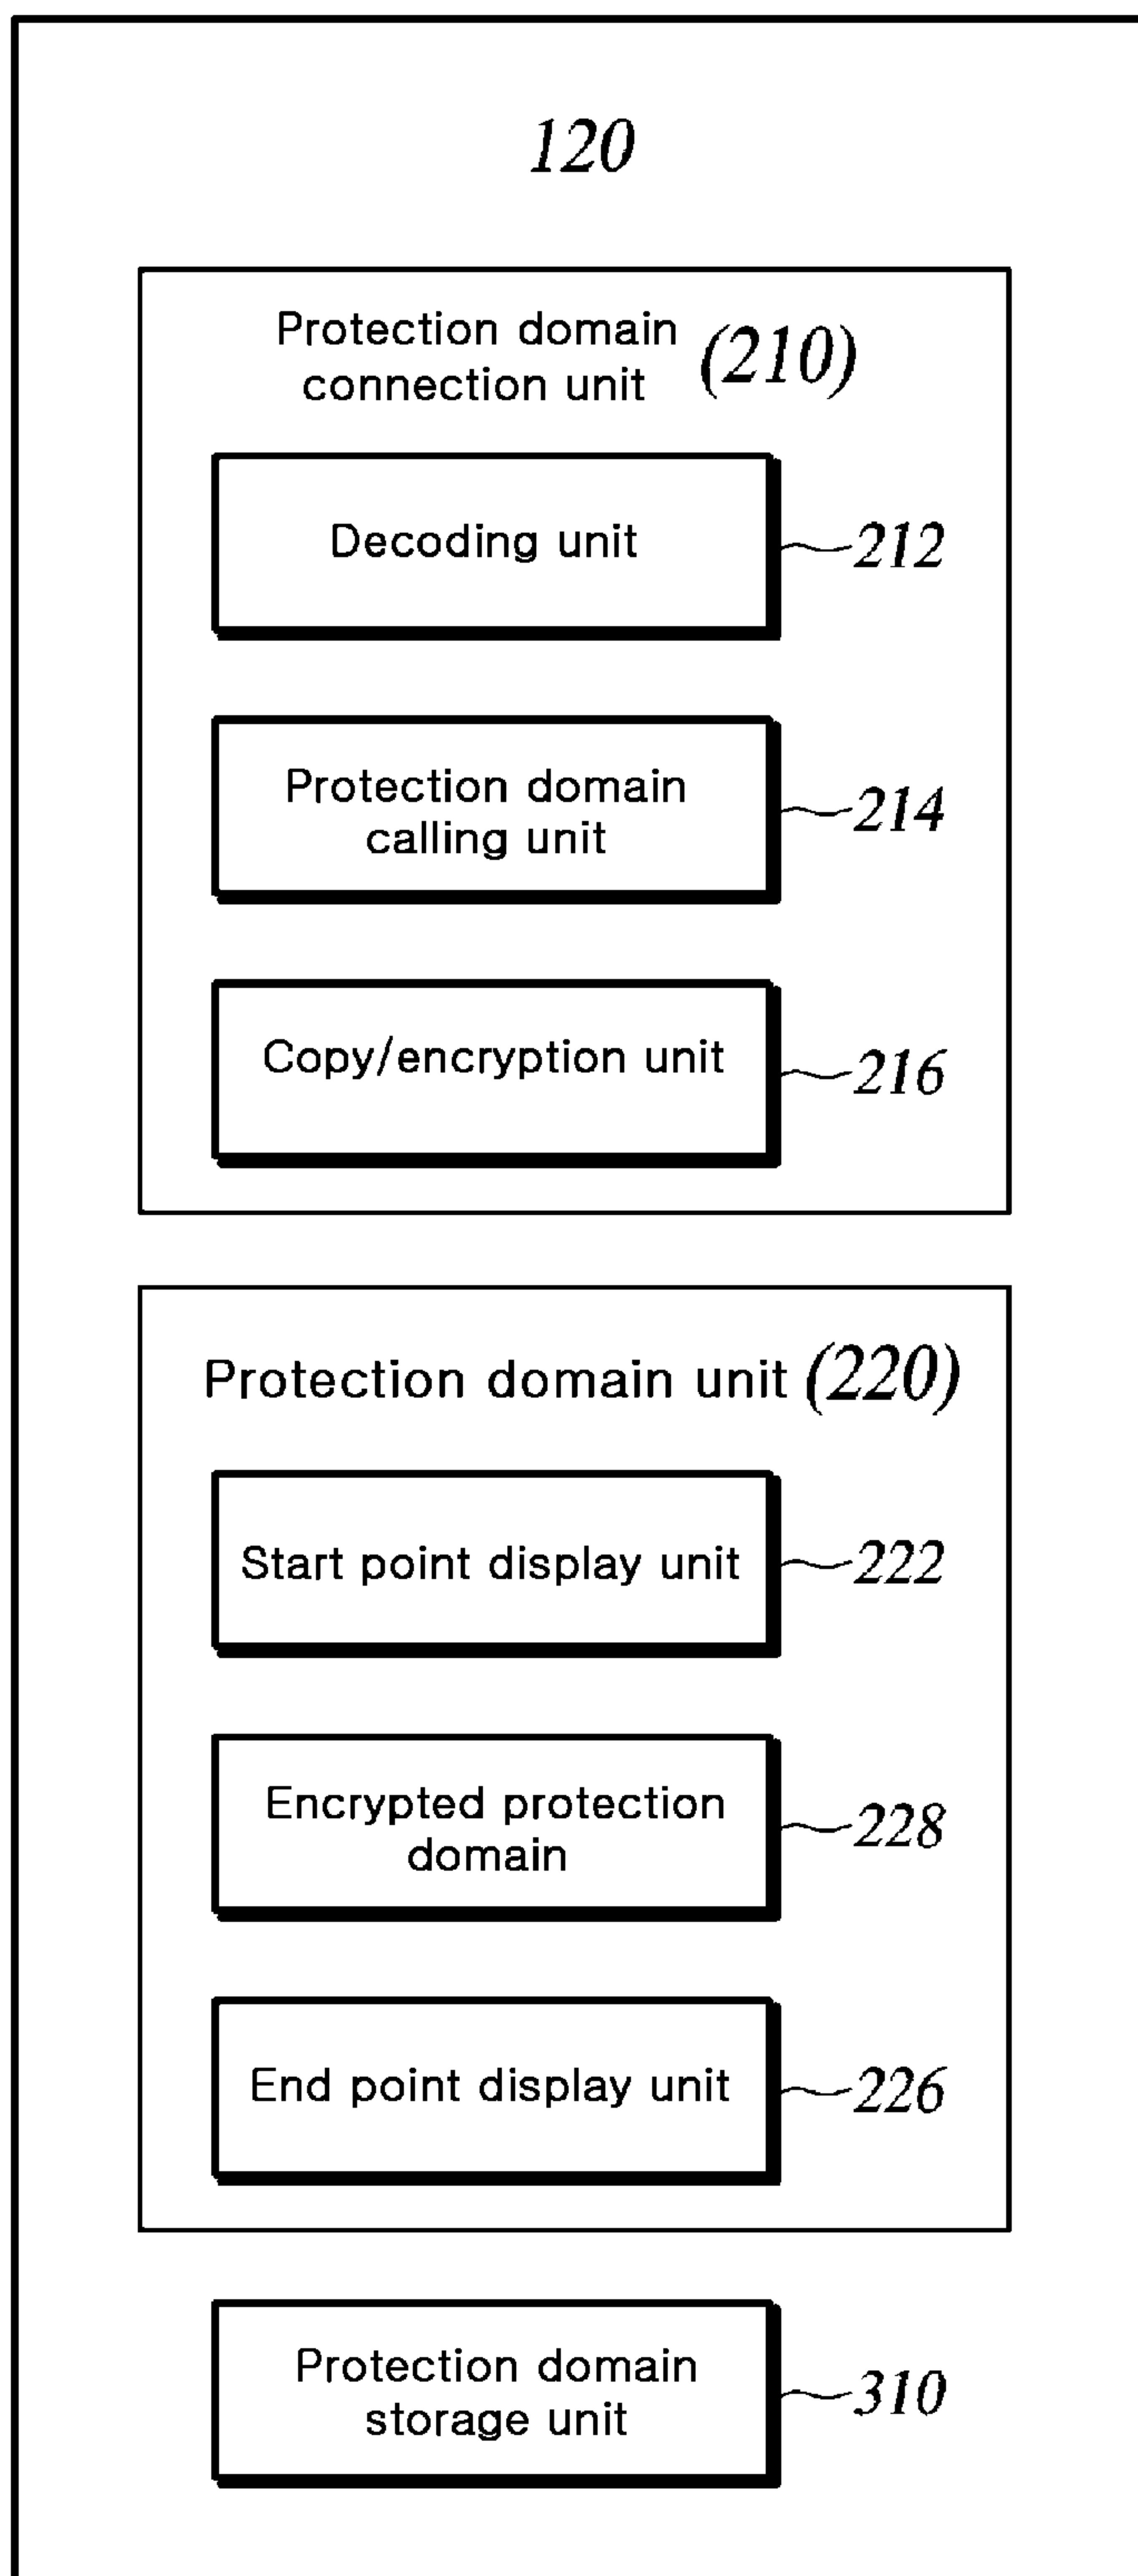 120
Protection domain
connection unit (210)
Decoding unit
212
Protection domain
calling unit
214
Copy/encryption unit
216
Protection domain unit (220)
Start point display unit
222
Encrypted protection
domain
228
End point display unit
226
Protection domain
storage unit
310